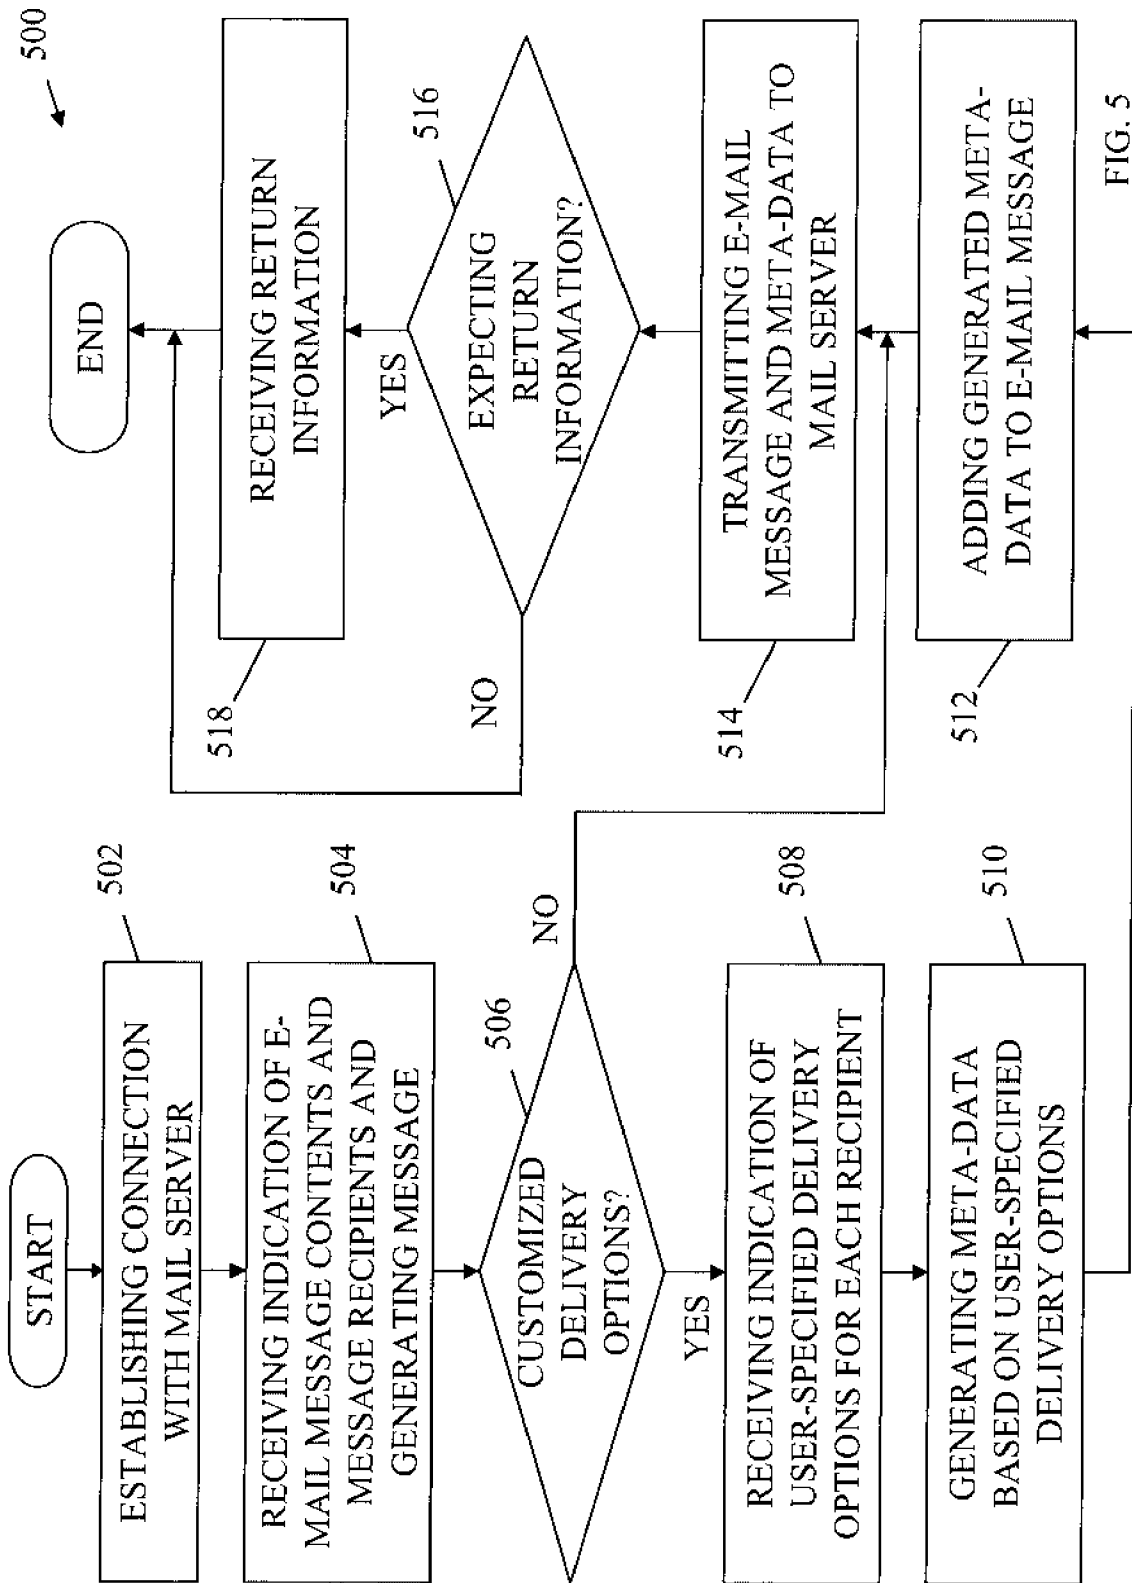 500
START
ESTABLISHING CONNECTION
WITH MAIL SERVER
502
RECEIVING INDICATION OF E-
MAIL MESSAGE CONTENTS AND
MESSAGE RECIPIENTS AND
GENERATING MESSAGE
504
CUSTOMIZED
DELIVERY
OPTIONS?
506
NO
YES
RECEIVING INDICATION OF
USER-SPECIFIED DELIVERY
OPTIONS FOR EACH RECIPIENT
508
GENERATING META-DATA
BASED ON USER-SPECIFIED
DELIVERY OPTIONS
510
ADDING GENERATED META-
DATA TO E-MAIL MESSAGE
512
TRANSMITTING E-MAIL
MESSAGE AND META-DATA TO
MAIL SERVER
514
EXPECTING
RETURN
INFORMATION?
516
NO
YES
RECEIVING RETURN
INFORMATION
518
END
FIG. 5